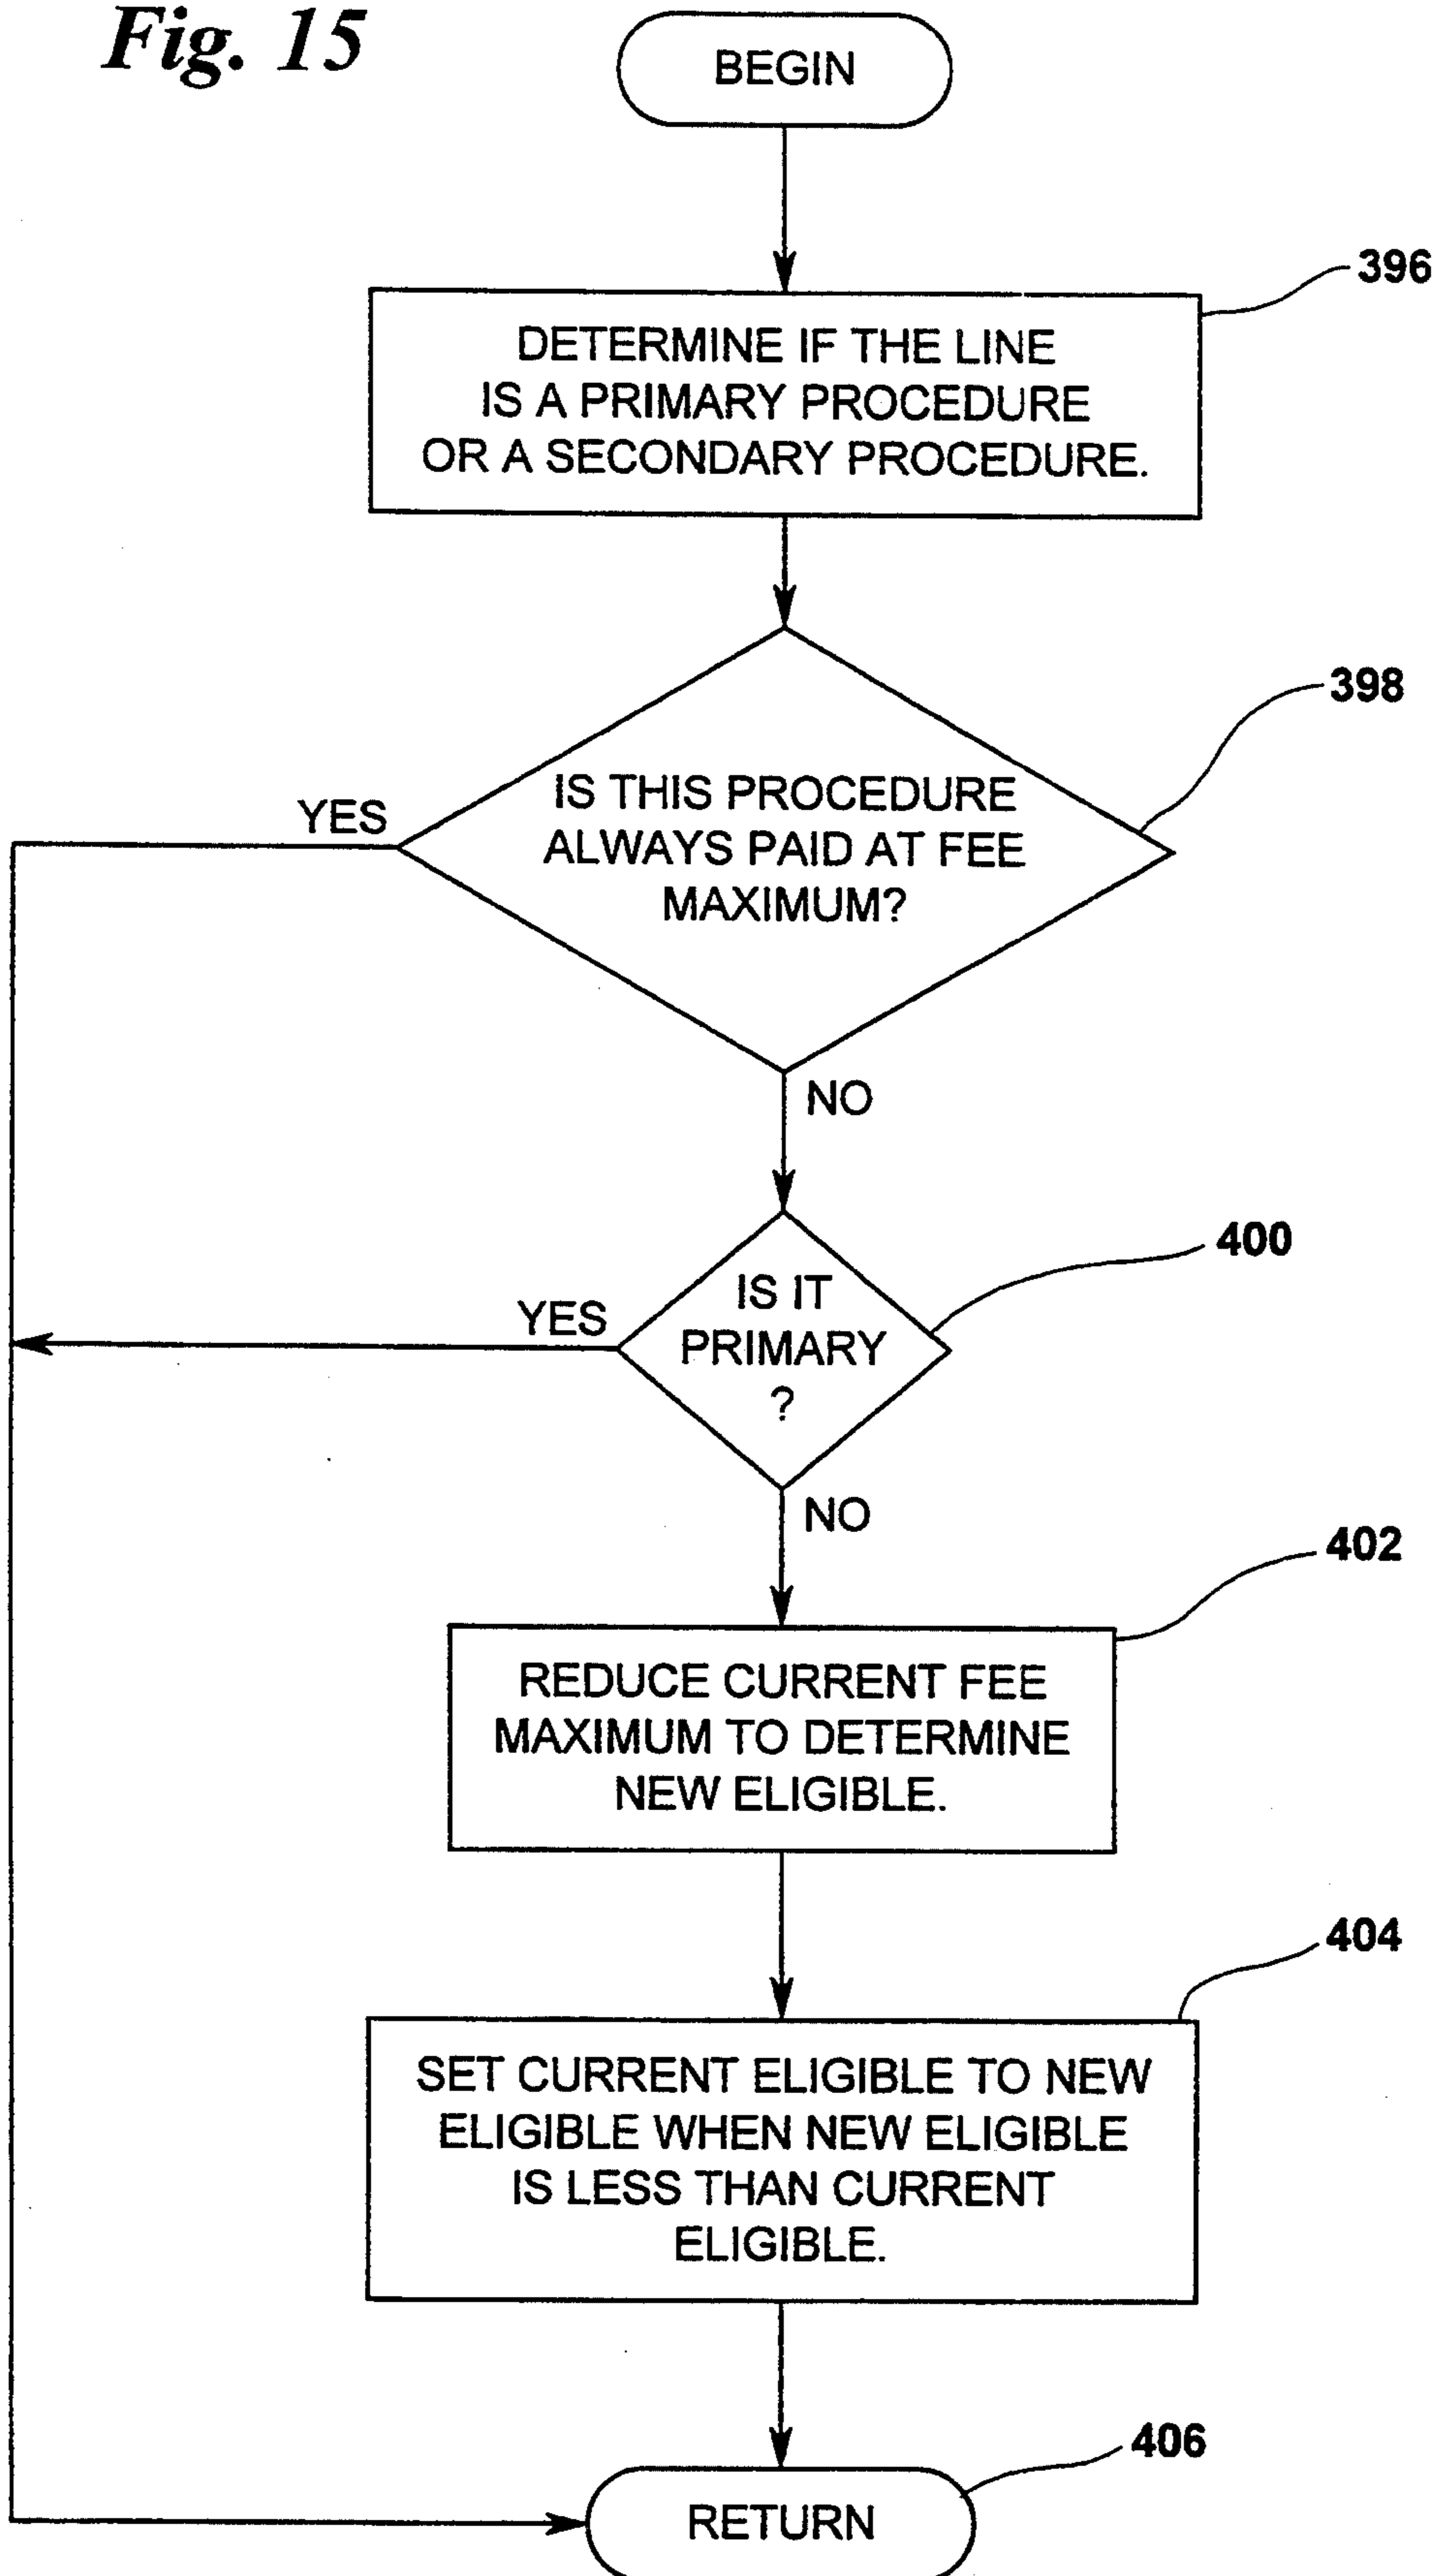 Fig. 15
BEGIN
396
DETERMINE IF THE LINE
IS A PRIMARY PROCEDURE
OR A SECONDARY PROCEDURE.
398
IS THIS PROCEDURE
ALWAYS PAID AT FEE
MAXIMUM?
YES
NO
400
IS IT
PRIMARY
?
YES
NO
402
REDUCE CURRENT FEE
MAXIMUM TO DETERMINE
NEW ELIGIBLE.
404
SET CURRENT ELIGIBLE TO NEW
ELIGIBLE WHEN NEW ELIGIBLE
IS LESS THAN CURRENT
ELIGIBLE.
406
RETURN